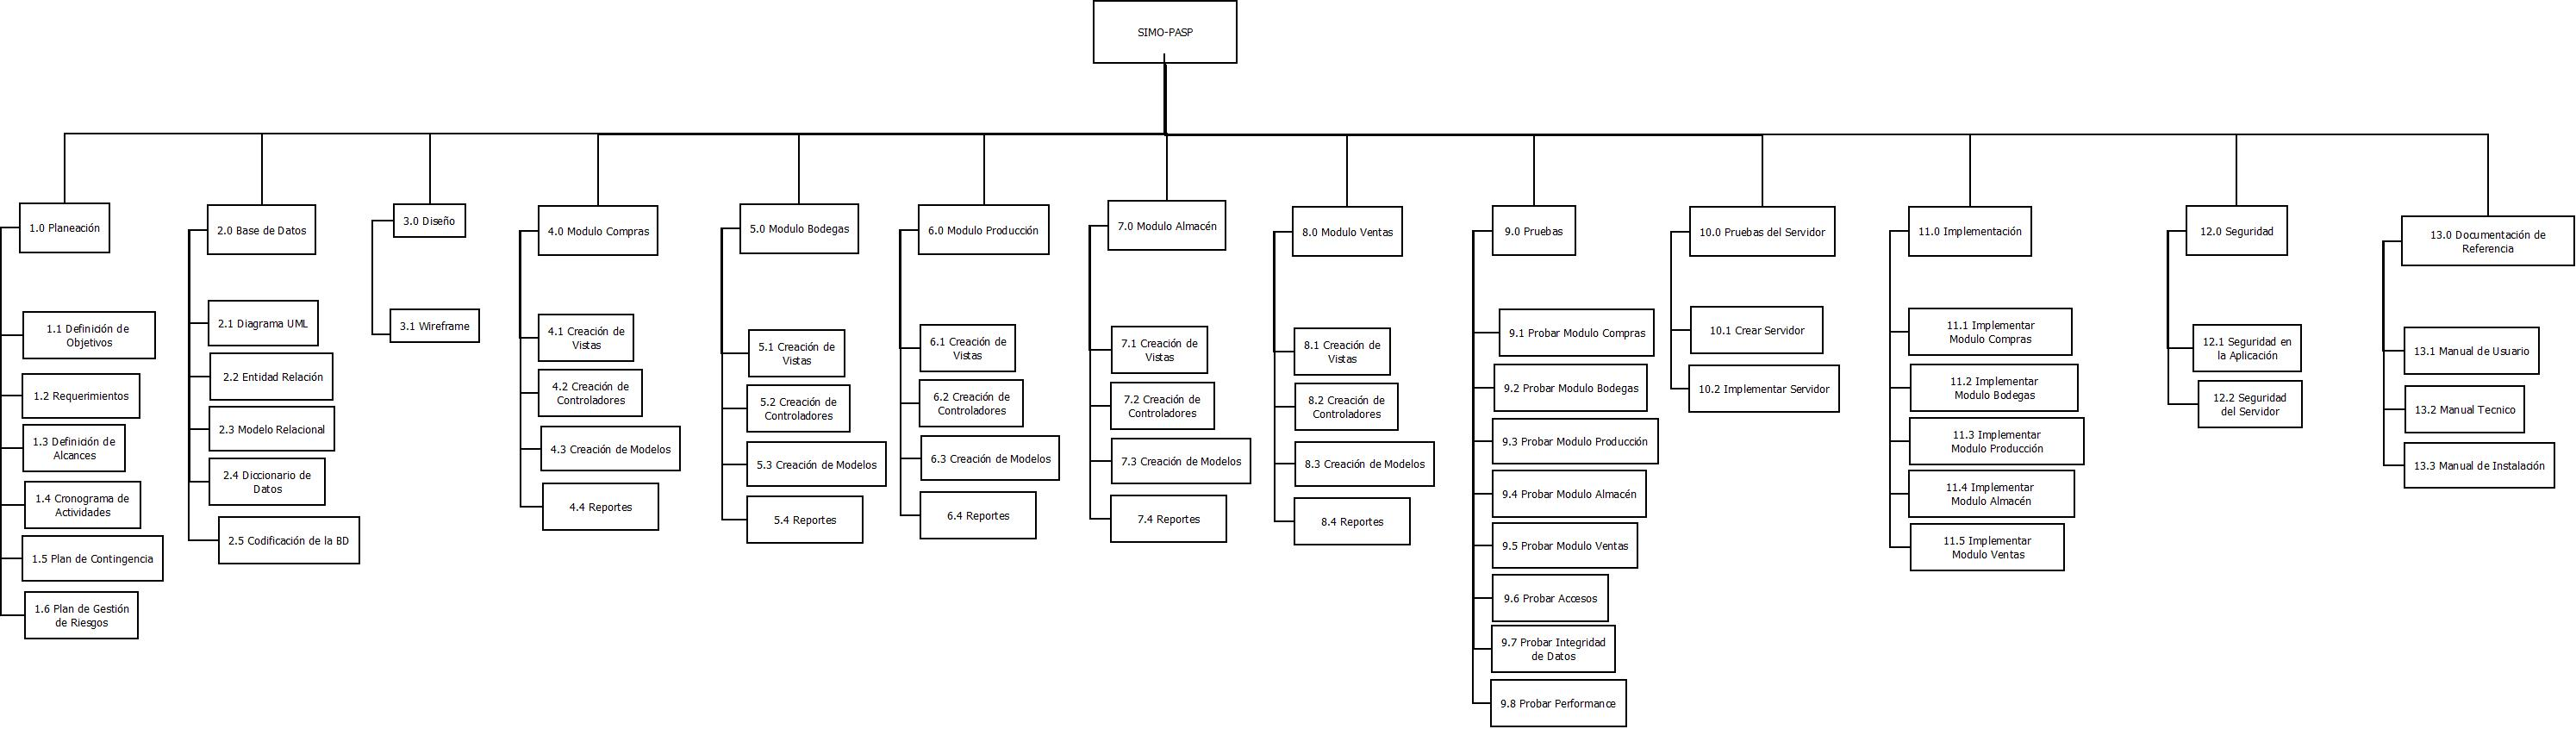 SIMO-PASP
1.0 Planeación
1.1 Definición de
Objetivos
1.2 Requerimientos
1.3 Definición de
Alcances
1.4 Cronograma de
Actividades
1.5 Plan de Contingencia
1.6 Plan de Gestión
de Riesgos
2.0 Base de Datos
2.1 Diagrama UML
2.2 Entidad Relación
2.3 Modelo Relacional
2.4 Diccionario de
Datos
2.5 Codificación de la BD
3.0 Diseño
3.1 Wireframe
4.0 Modulo Compras
4.1 Creación de
Vistas
4.2 Creación de
Controladores
4.3 Creación de Modelos
4.4 Reportes
5.0 Modulo Bodegas
5.1 Creación de
Vistas
5.2 Creación de
Controladores
5.3 Creación de Modelos
5.4 Reportes
6.0 Modulo Producción
6.1 Creación de
Vistas
6.2 Creación de
Controladores
6.3 Creación de Modelos
6.4 Reportes
7.0 Modulo Almacén
7.1 Creación de
Vistas
7.2 Creación de
Controladores
7.3 Creación de Modelos
7.4 Reportes
8.0 Modulo Ventas
8.1 Creación de
Vistas
8.2 Creación de
Controladores
8.3 Creación de Modelos
8.4 Reportes
9.0 Pruebas
9.1 Probar Modulo Compras
9.2 Probar Modulo Bodegas
9.3 Probar Modulo Producción
9.4 Probar Modulo Almacén
9.5 Probar Modulo Ventas
9.6 Probar Accesos
9.7 Probar Integridad
de Datos
9.8 Probar Performance
10.0 Pruebas del Servidor
10.1 Crear Servidor
10.2 Implementar Servidor
11.0 Implementación
11.1 Implementar
Modulo Compras
11.2 Implementar
Modulo Bodegas
11.3 Implementar
Modulo Producción
11.4 Implementar
Modulo Almacén
11.5 Implementar
Modulo Ventas
12.0 Seguridad
12.1 Seguridad en
la Aplicación
12.2 Seguridad
del Servidor
13.0 Documentación de
Referencia
13.1 Manual de Usuario
13.2 Manual Tecnico
13.3 Manual de Instalación